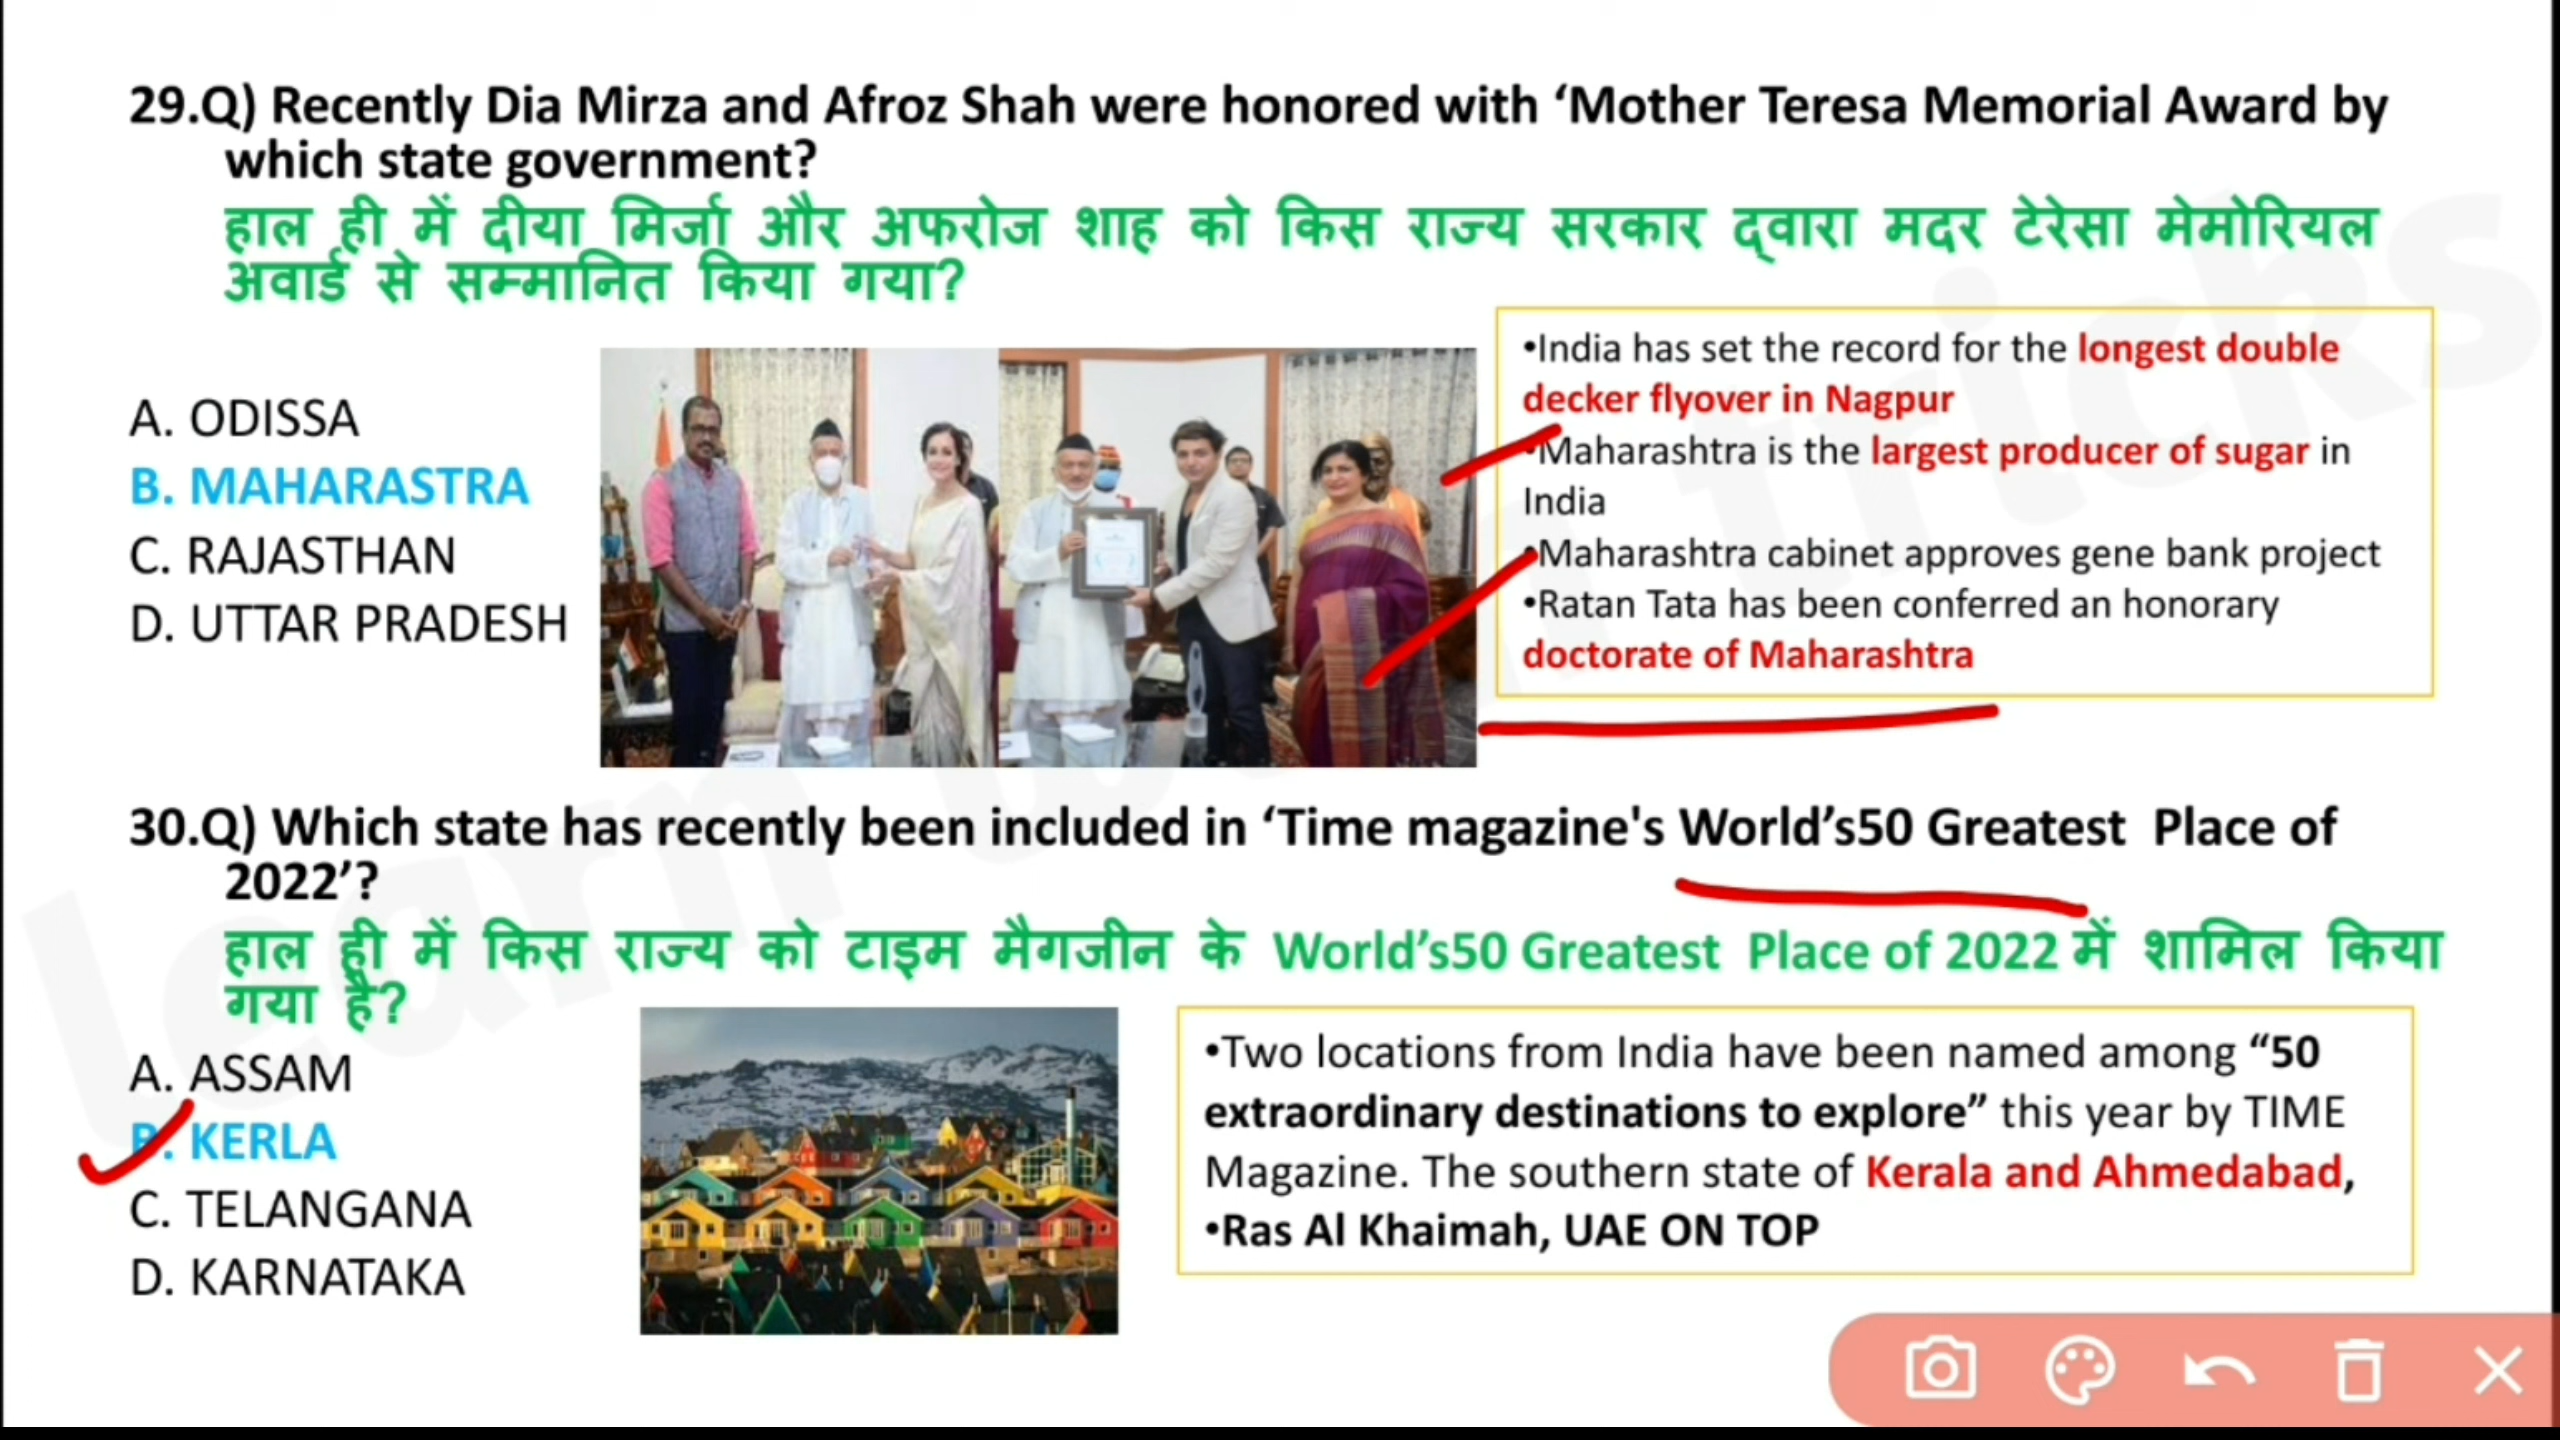 29.Q) Recently Dia Mirza and Afroz Shah were honored with ‘Mother Teresa Memorial Award by
which state government?
हाल ही में दीया मिर्जा और अफरोज शाह को किस राज्य सरकार द्वारा मदर टेरेसा मेमोरियल
अवार्ड से सम्मानित किया गया?
A. ODISSA
B. MAHARASTRA
C. RAJASTHAN
D. UTTAR PRADESH
•India has set the record for the longest double
decker flyover in Nagpur
•Maharashtra is the largest producer of sugar in
India
•Maharashtra cabinet approves gene bank project
•Ratan Tata has been conferred an honorary
doctorate of Maharashtra
30.Q) Which state has recently been included in ‘Time magazine's World’s50 Greatest Place of
2022’?
हाल ही में किस राज्य को टाइम मैगजीन के World’s50 Greatest Place of 2022 में शामिल किया
गया है?
A. ASSAM
B. KERLA
C. TELANGANA
D. KARNATAKA
•Two locations from India have been named among “50
extraordinary destinations to explore” this year by TIME
Magazine. The southern state of Kerala and Ahmedabad,
•Ras Al Khaimah, UAE ON TOP